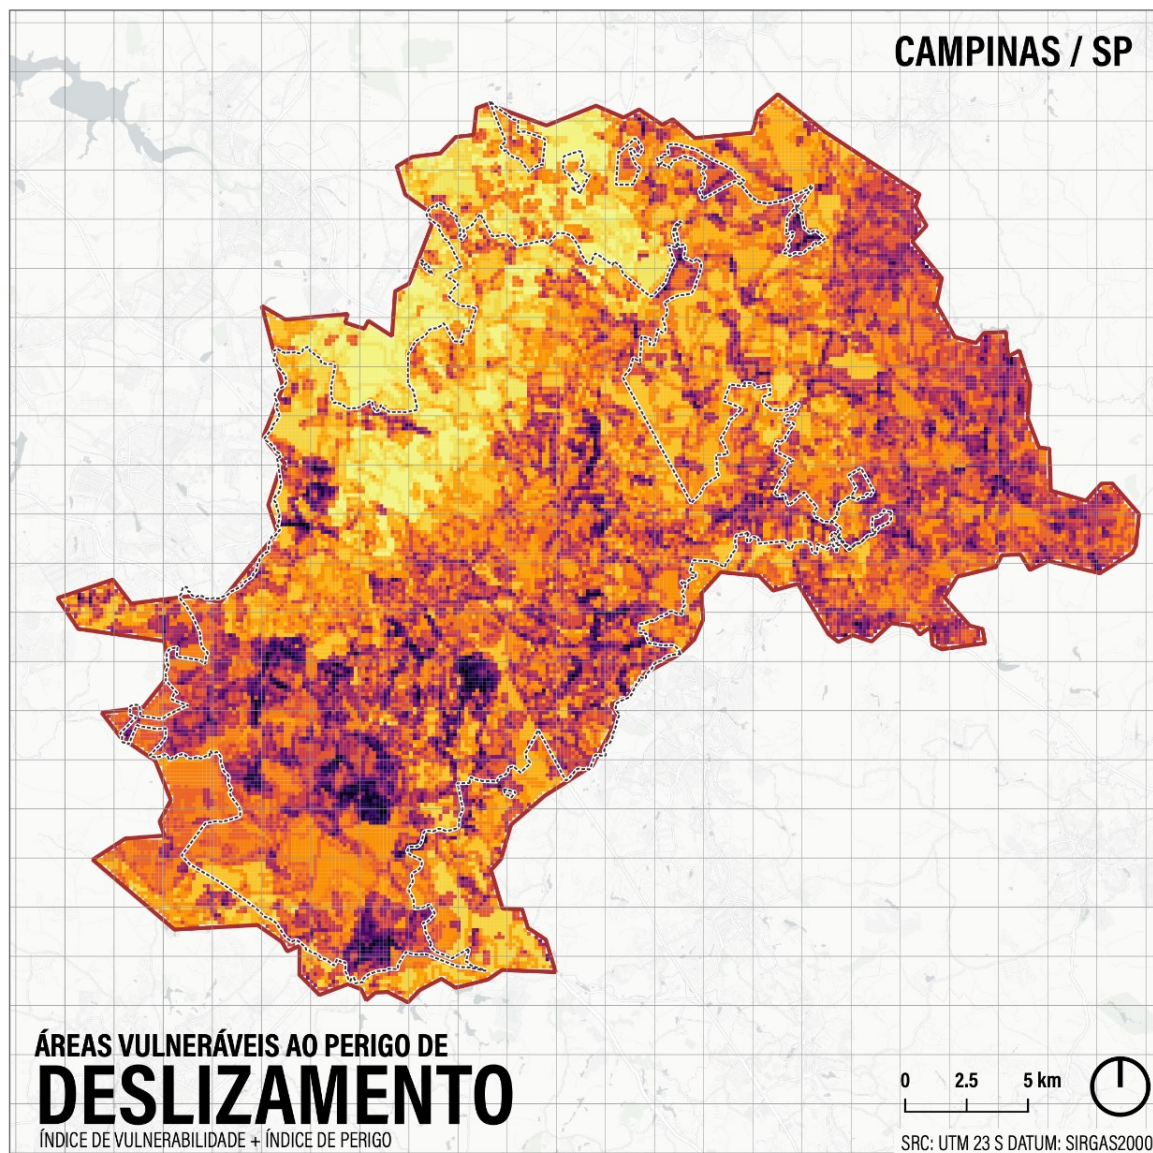 CAMPINAS / SP
ÁREAS VULNERÁVEIS AO PERIGO DE
DESLIZAMENTO
ÍNDICE DE VULNERABILIDADE + ÍNDICE DE PERIGO
0 2.5 5 km
SRC: UTM 23 S DATUM: SIRGAS2000